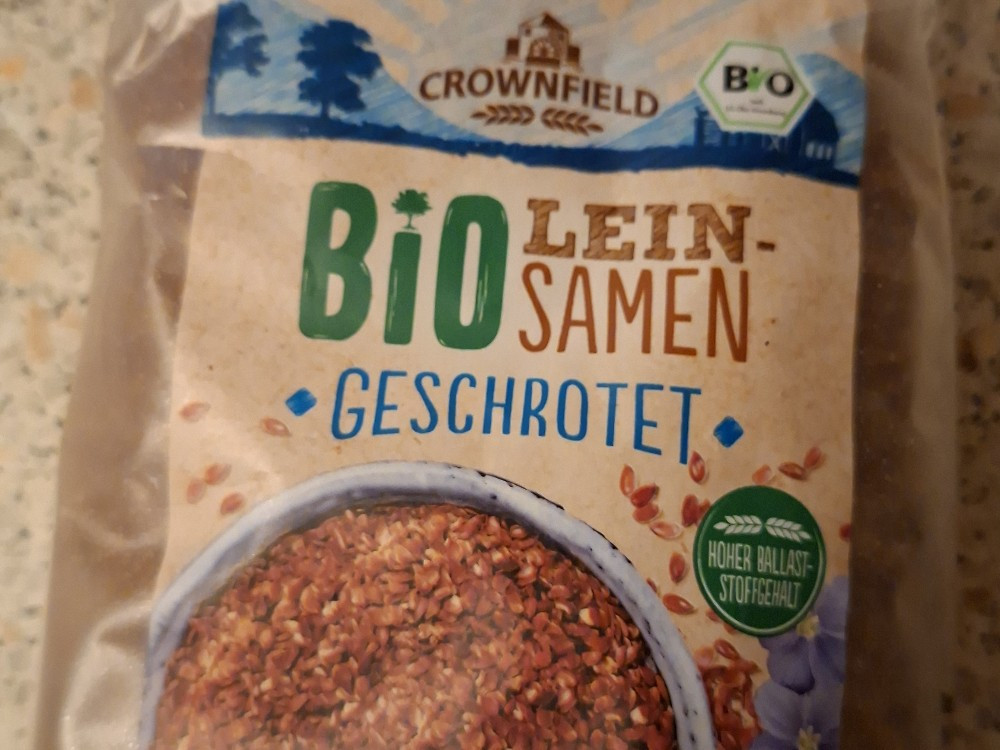 CROWNFIELD
BiO
BiO LEIN-
SAMEN
GESCHROTET
HOHER BALLAST-
STOFFGEHALT